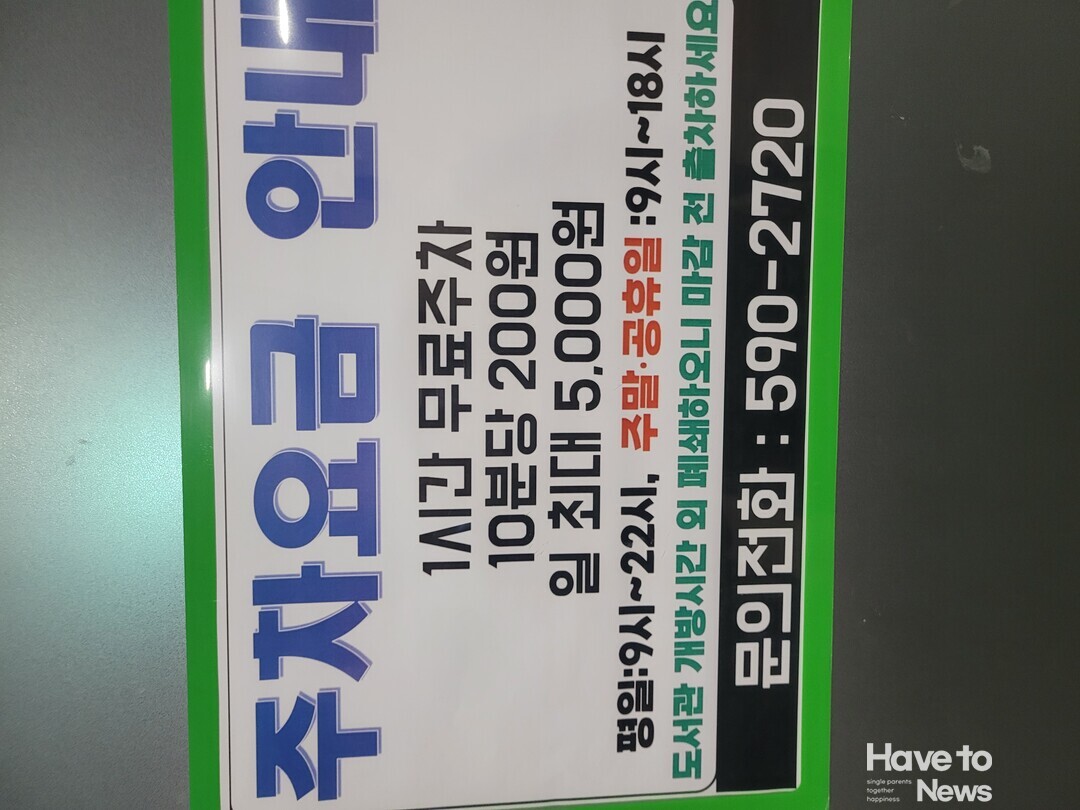 주차요금 안내
1시간 무료주차
10분당 200원
일 최대 5,000원
평일:9시~22시, 주말·공휴일:9시~18시
도서관 개방시간 외 폐쇄하오니 마감 전 출차하세요
문의전화 : 590-2720
Have to
single parents
together
happiness
News